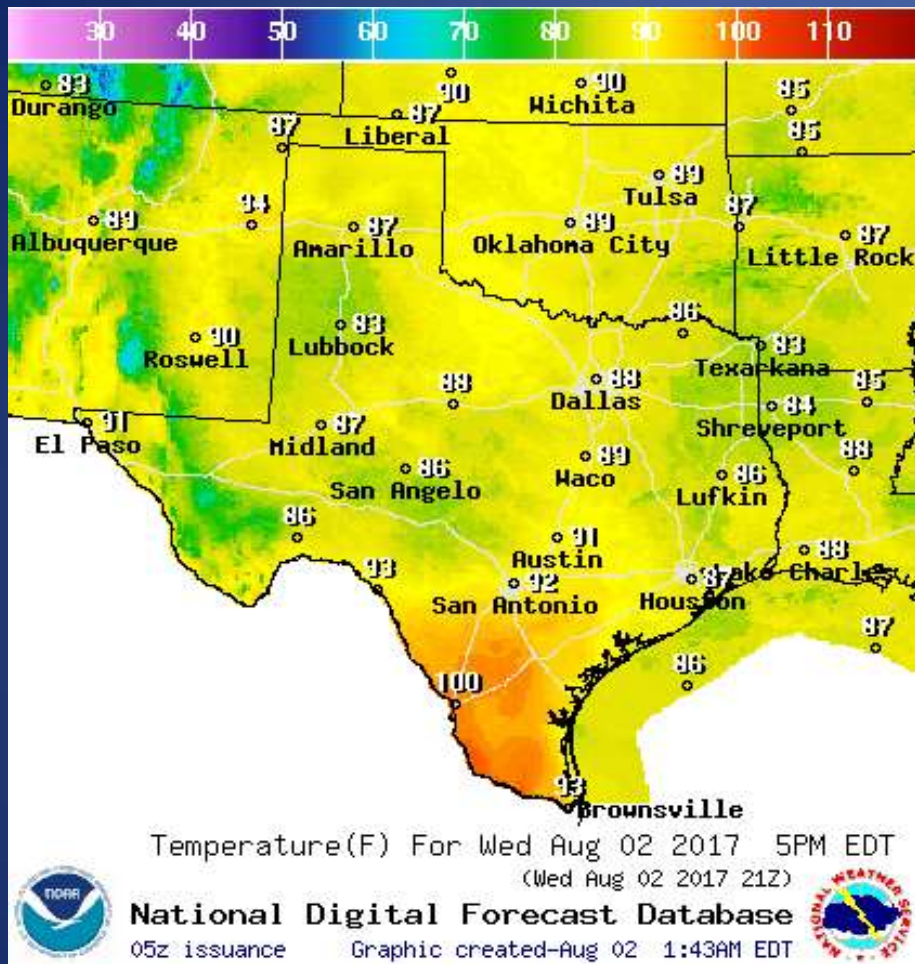 30 40 50 60 70 80 90 100 110
83
Durango
87
Liberal
90
90
Wichita
85
85
87
89
Tulsa
89
Albuquerque
94
87
Amarillo
89
Oklahoma City
87
87
Little Rock
90
Roswell
83
Lubbock
86
83
Texarkana
91
El Paso
87
Midland
88
88
Dallas
84
Shreveport
85
86
San Angelo
89
Waco
86
Lufkin
88
86
93
91
Austin
92
San Antonio
87
Houston
88
Lake Charles
87
86
100
93
Brownsville
Temperature(F) For Wed Aug 02 2017 5PM EDT
(Wed Aug 02 2017 21Z)
National Digital Forecast Database
05z issuance Graphic created-Aug 02 1:43AM EDT
NOAA
NATIONAL WEATHER SERVICE